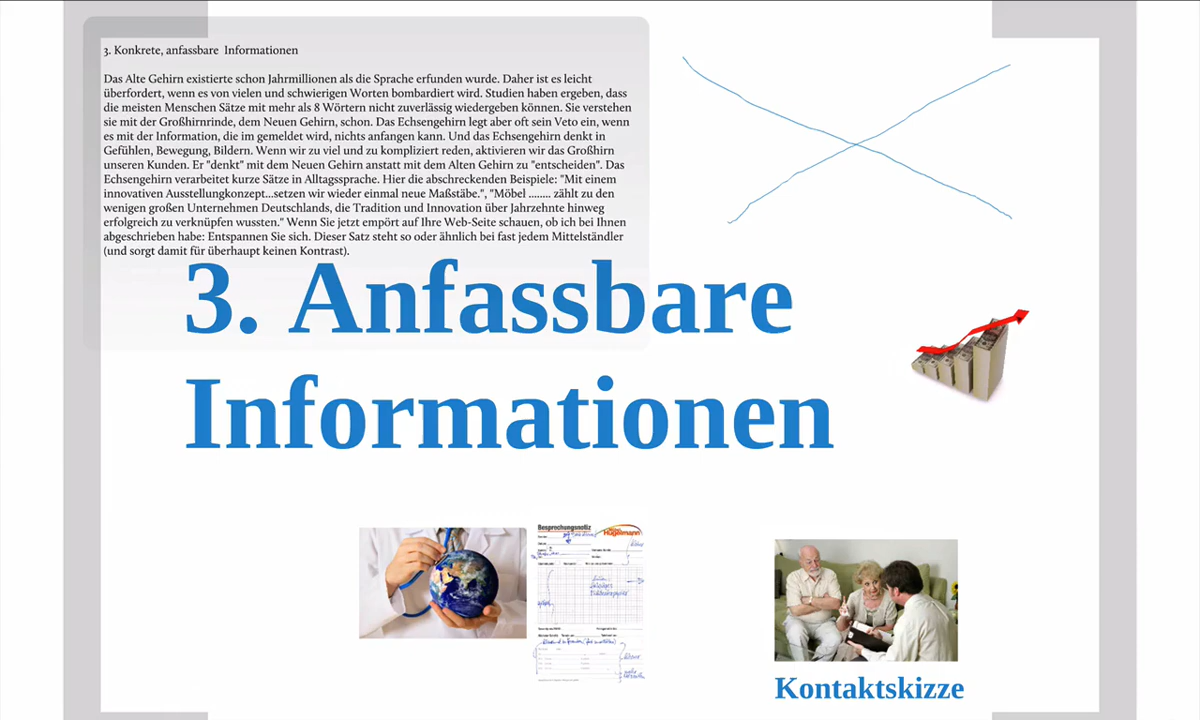 3. Konkrete, anfassbare Informationen
Das Alte Gehirn existierte schon Jahrmillionen als die Sprache erfunden wurde. Daher ist es leicht
überfordert, wenn es von vielen und schwierigen Worten bombardiert wird. Studien haben ergeben, dass
die meisten Menschen Sätze mit mehr als 8 Wörtern nicht zuverlässig wiedergeben können. Sie verstehen
sie mit der Großhirnrinde, dem Neuen Gehirn, schon. Das Echsengehirn legt aber oft sein Veto ein, wenn
es mit der Information, die im gemeldet wird, nichts anfangen kann. Und das Echsengehirn denkt in
Gefühlen, Bewegung, Bildern. Wenn wir zu viel und zu kompliziert reden, aktivieren wir das Großhirn
unseren Kunden. Er "denkt" mit dem Neuen Gehirn anstatt mit dem Alten Gehirn zu "entscheiden". Das
Echsengehirn verarbeitet kurze Sätze in Alltagssprache. Hier die abschreckenden Beispiele: "Mit einem
innovativen Ausstellungkonzept...setzen wir wieder einmal neue Maßstäbe.", "Möbel ........ zählt zu den
wenigen großen Unternehmen Deutschlands, die Tradition und Innovation über Jahrzehnte hinweg
erfolgreich zu verknüpfen wussten." Wenn Sie jetzt empört auf Ihre Web-Seite schauen, ob ich bei Ihnen
abgeschrieben habe: Entspannen Sie sich. Dieser Satz steht so oder ähnlich bei fast jedem Mittelständler
(und sorgt damit für überhaupt keinen Kontrast).
3. Anfassbare
Informationen
Besprechungsnotiz
Hugelmann
Kontaktskizze